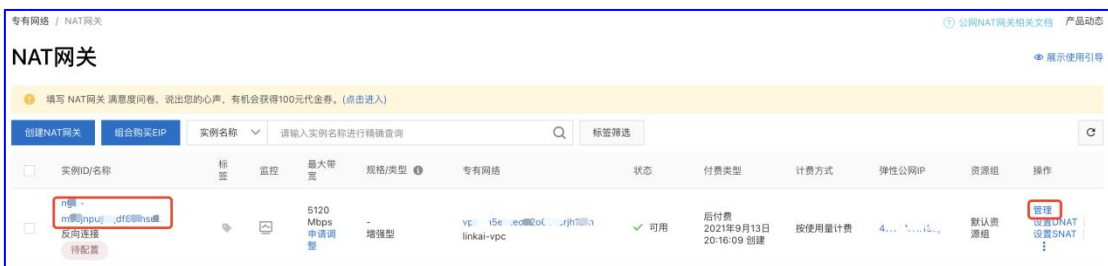 专有网络 / NAT网关
公网NAT网关相关文档 产品动态
NAT网关
展示使用引导
填写 NAT网关 满意度问卷，说出您的心声，有机会获得100元代金券。(点击进入)
创建NAT网关 组合购买EIP 实例名称 请输入实例名称进行精确查询 标签筛选
实例ID/名称 标签 监控 最大带宽 规格/类型 专有网络 状态 付费类型 计费方式 弹性公网IP 资源组 操作
反向连接
待配置
5120
Mbps
申请调
整
-
增强型
linkai-vpc
可用
后付费
2021年9月13日
20:16:09 创建
按使用量计费
默认资
源组
管理
设置DNAT
设置SNAT